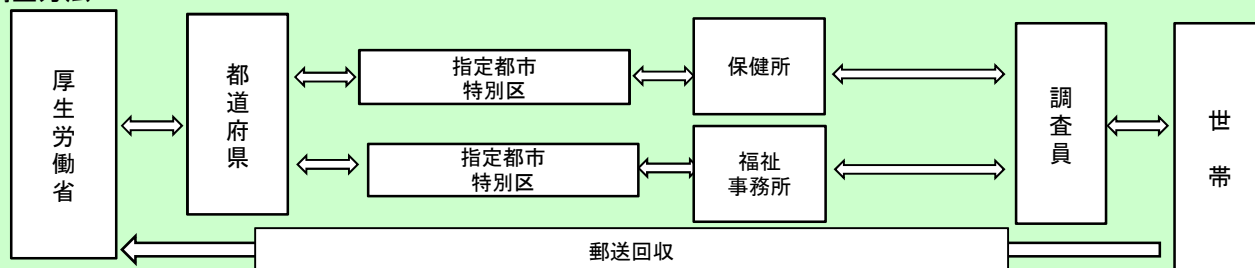 厚生労働省
都道府県
指定都市
特別区
保健所
指定都市
特別区
福祉
事務所
調査員
世帯
郵送回収